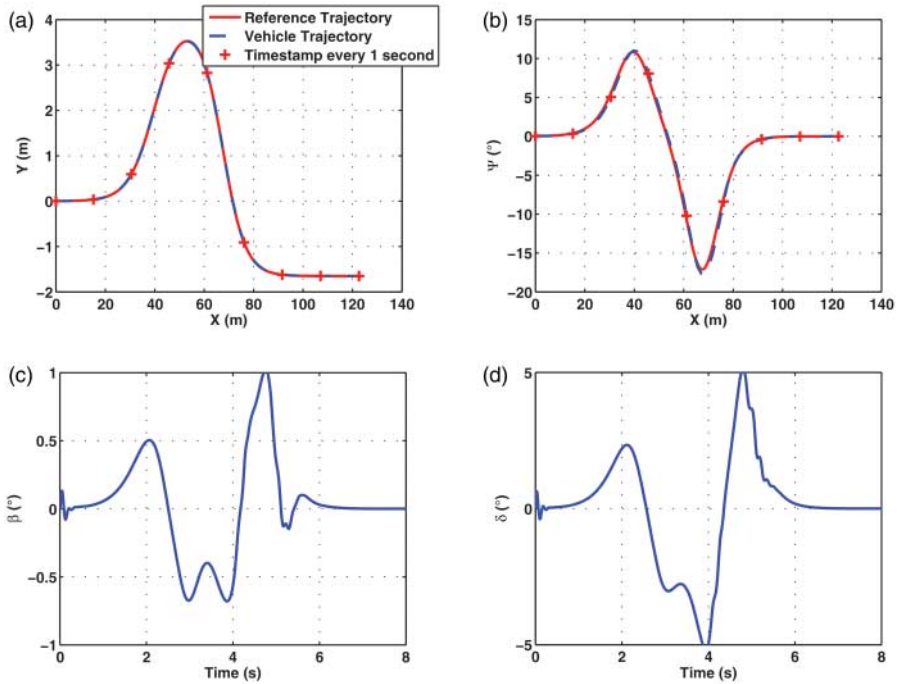 (a)
Reference Trajectory
Vehicle Trajectory
Timestamp every 1 second
4
3
2
1
0
−1
−2
Y (m)
0 20 40 60 80 100 120 140
X (m)
(b)
15
10
5
0
−5
−10
−15
−20
Ψ (°)
0 20 40 60 80 100 120 140
X (m)
(c)
1
0.5
0
−0.5
−1
β (°)
0 2 4 6 8
Time (s)
(d)
5
0
−5
δ (°)
0 2 4 6 8
Time (s)